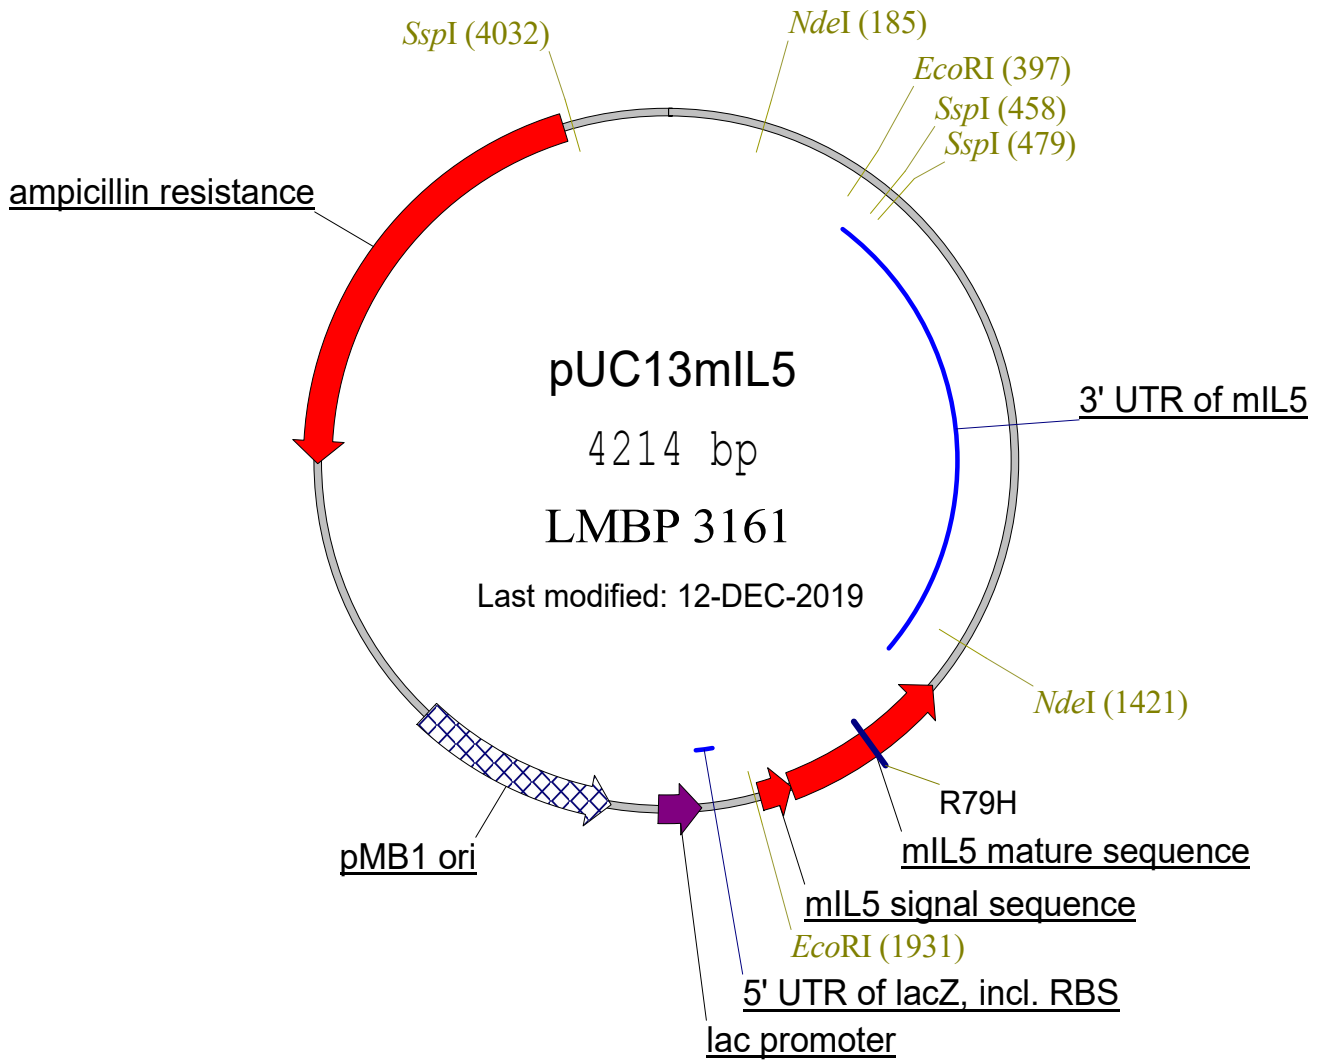 SspI (4032)
NdeI (185)
EcoRI (397)
SspI (458)
SspI (479)
ampicillin resistance
pUC13mIL5
4214 bp
LMBP 3161
Last modified: 12-DEC-2019
3' UTR of mIL5
NdeI (1421)
R79H
mIL5 mature sequence
pMB1 ori
mIL5 signal sequence
EcoRI (1931)
5' UTR of lacZ, incl. RBS
lac promoter